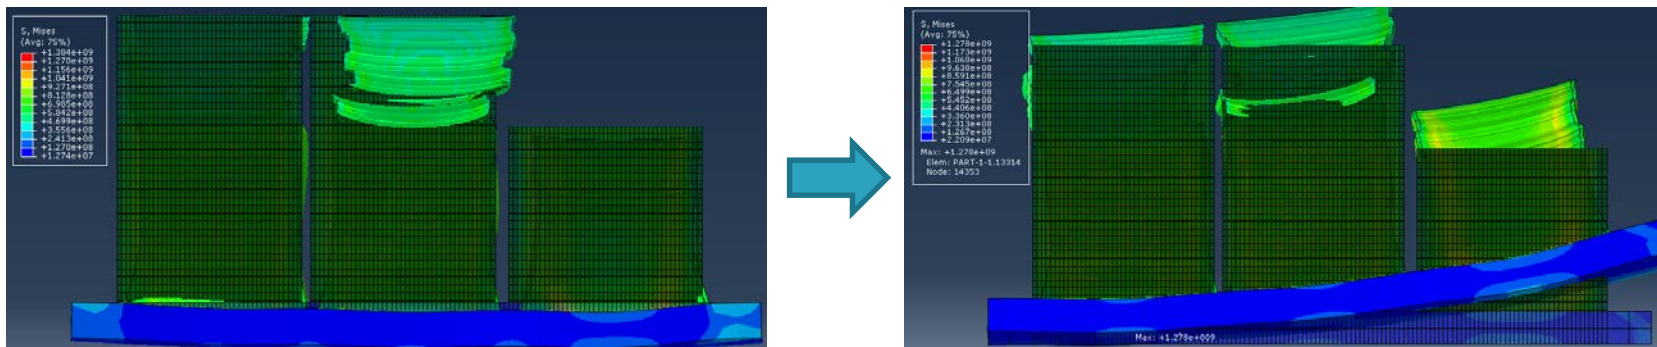 S, Mises
(Avg: 75%)
+1.384e+09
+1.270e+09
+1.156e+09
+1.041e+09
+9.271e+08
+8.128e+08
+6.985e+08
+5.842e+08
+4.699e+08
+3.556e+08
+2.413e+08
+1.270e+08
+1.274e+07
S, Mises
(Avg: 75%)
+1.278e+09
+1.173e+09
+1.068e+09
+9.638e+08
+8.591e+08
+7.545e+08
+6.499e+08
+5.452e+08
+4.406e+08
+3.360e+08
+2.313e+08
+1.267e+08
+2.209e+07
Max: +1.278e+09
Elem: PART-1-1.13314
Node: 14353
Max: +1.278e+009